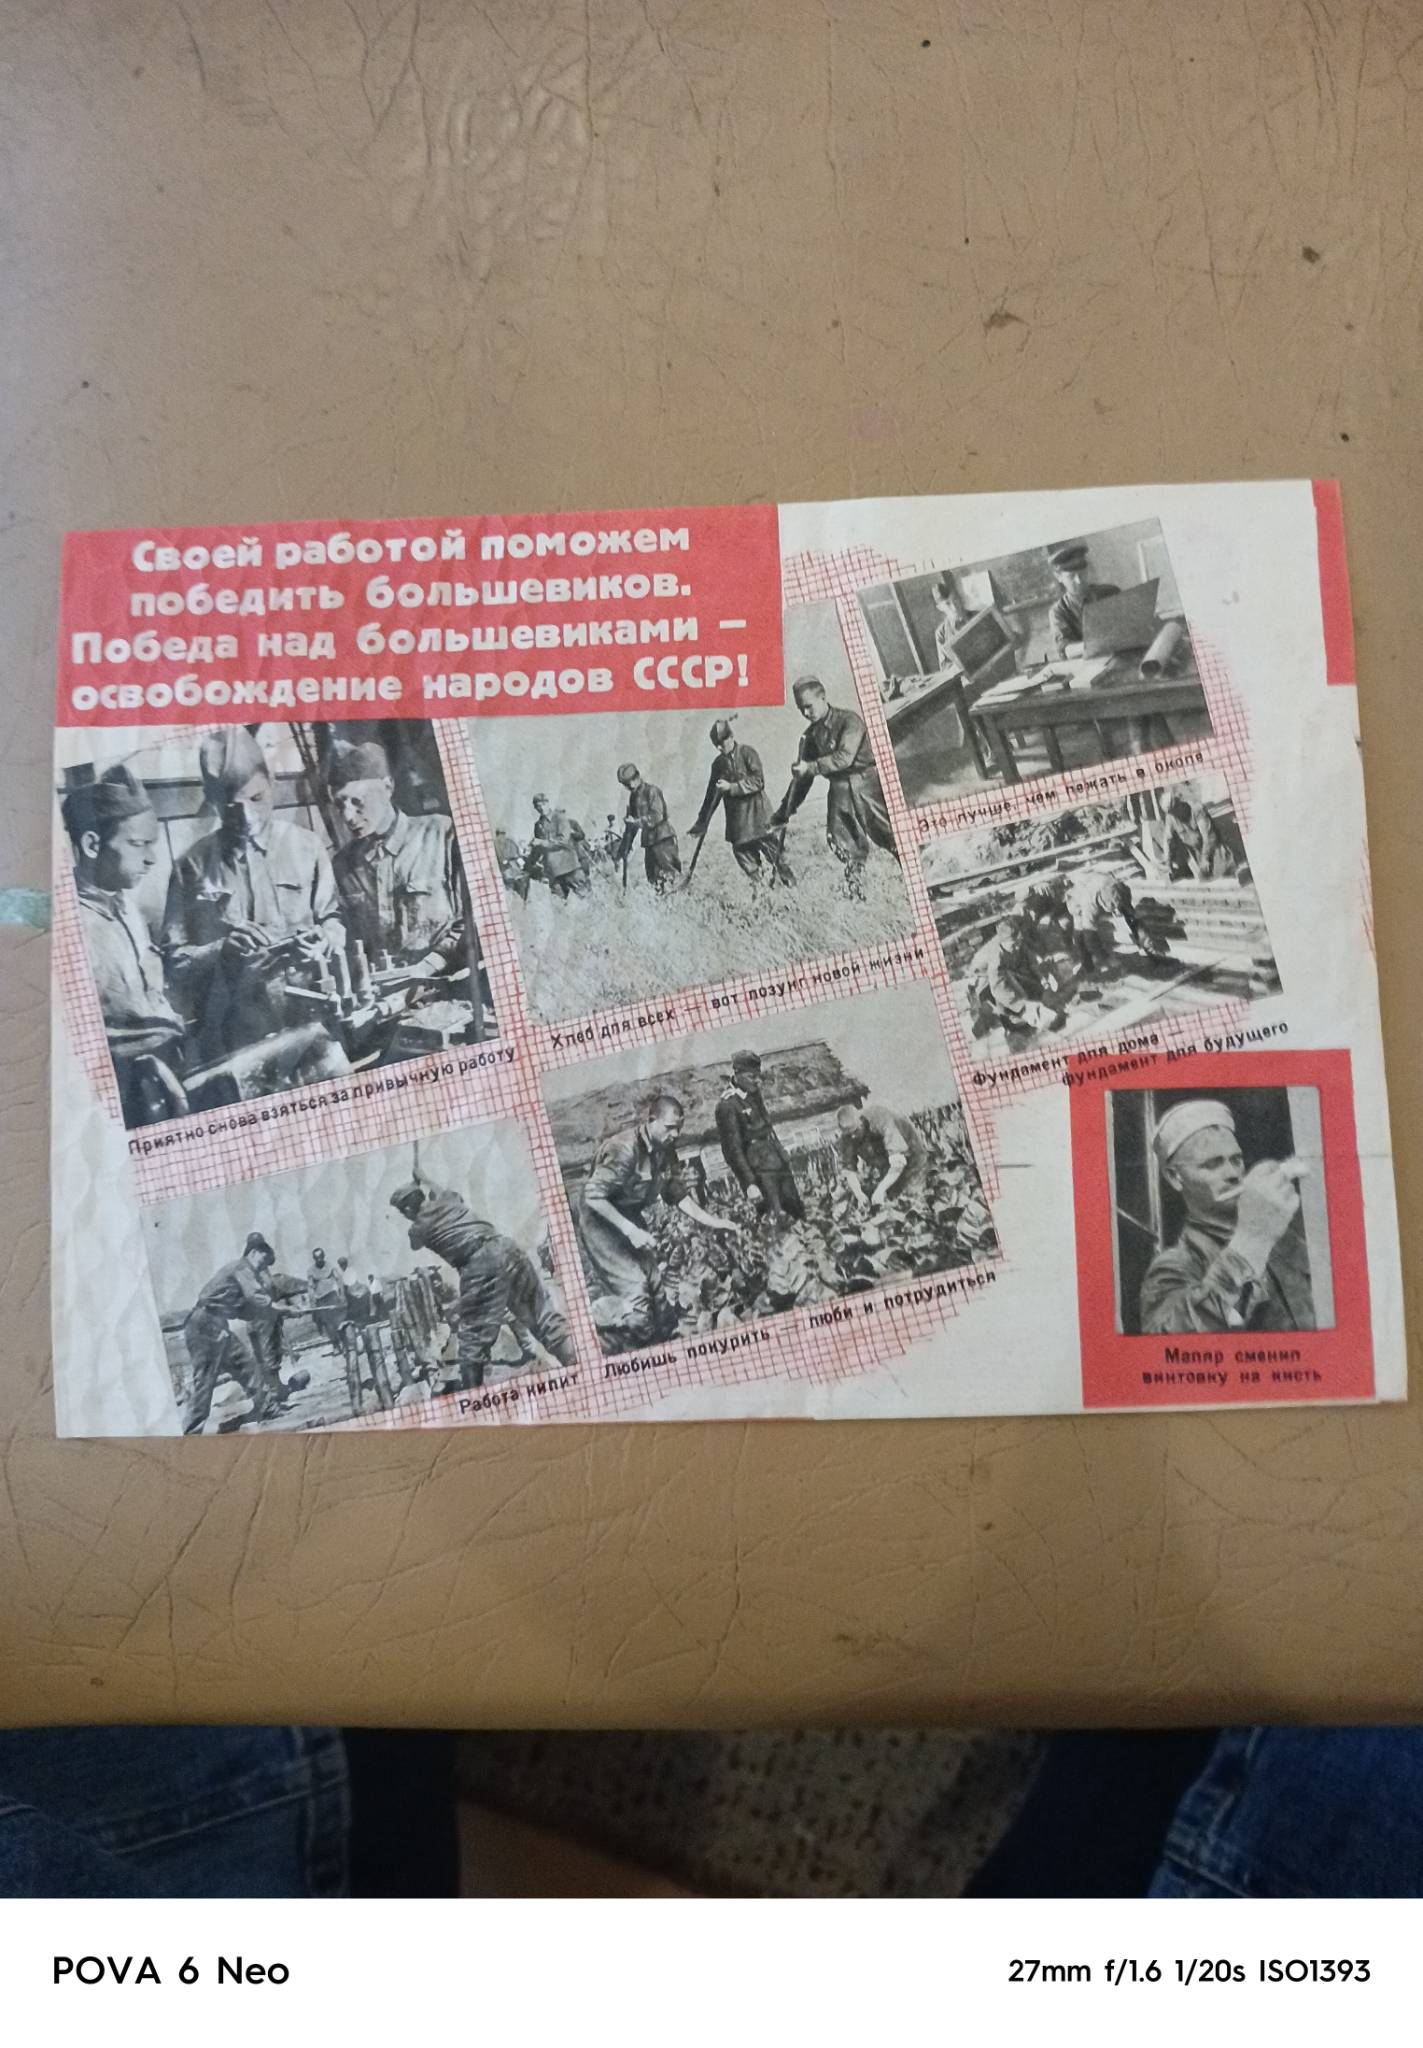 Своей работой поможем
победить большевиков.
Победа над большевиками —
освобождение народов СССР!
Это лучше, чем лежать в окопе
Хлеб для всех — вот лозунг новой жизни
Приятно снова взяться за привычную работу
Фундамент для дома —
фундамент для будущего
Любишь покурить — люби и потрудиться
Работа кипит
Маляр сменил
винтовку на кисть
POVA 6 Neo
27mm f/1.6 1/20s ISO1393